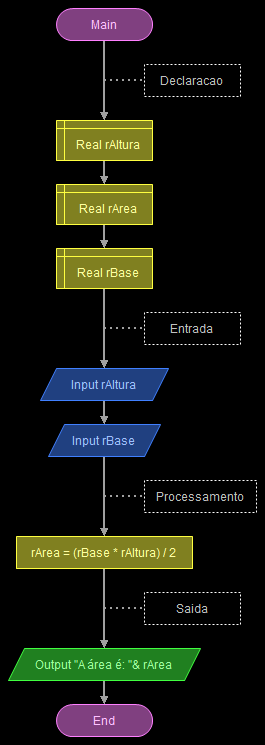 Main
Declaracao
Real rAltura
Real rArea
Real rBase
Entrada
Input rAltura
Input rBase
Processamento
rArea = (rBase * rAltura) / 2
Saida
Output "A área é: "& rArea
End